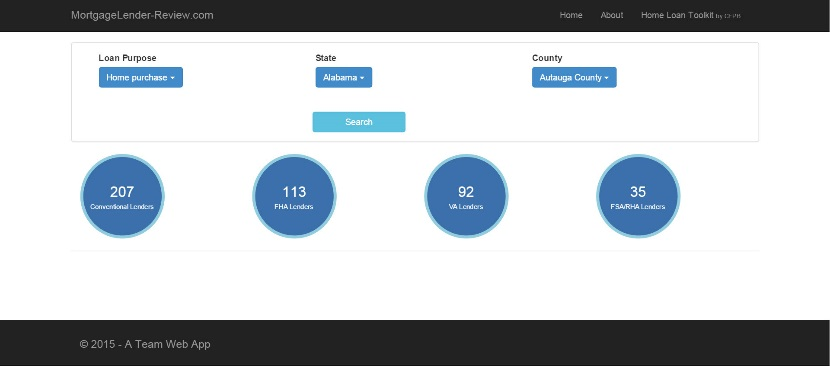 MortgageLender-Review.com
Home About Home Loan Toolkit by CFPB
Loan Purpose State County
Home purchase Alabama Autauga County
Search
207 113 92 35
Conventional Lenders FHA Lenders VA Lenders FSA/RHA Lenders
© 2015 - A Team Web App